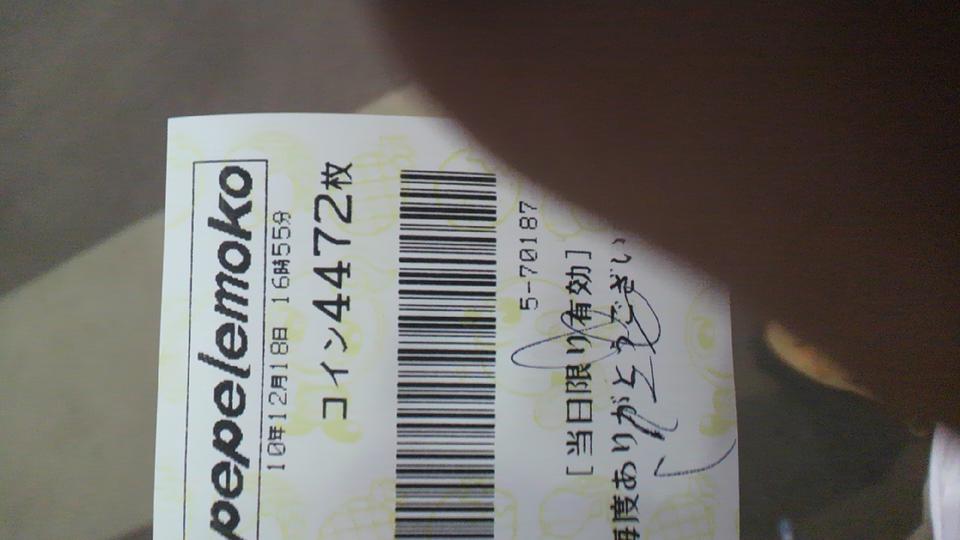 pepelemoko
10年12月18日 16時55分
コイン4472枚
5-70187
[当日限り有効]
毎度ありがとうござい